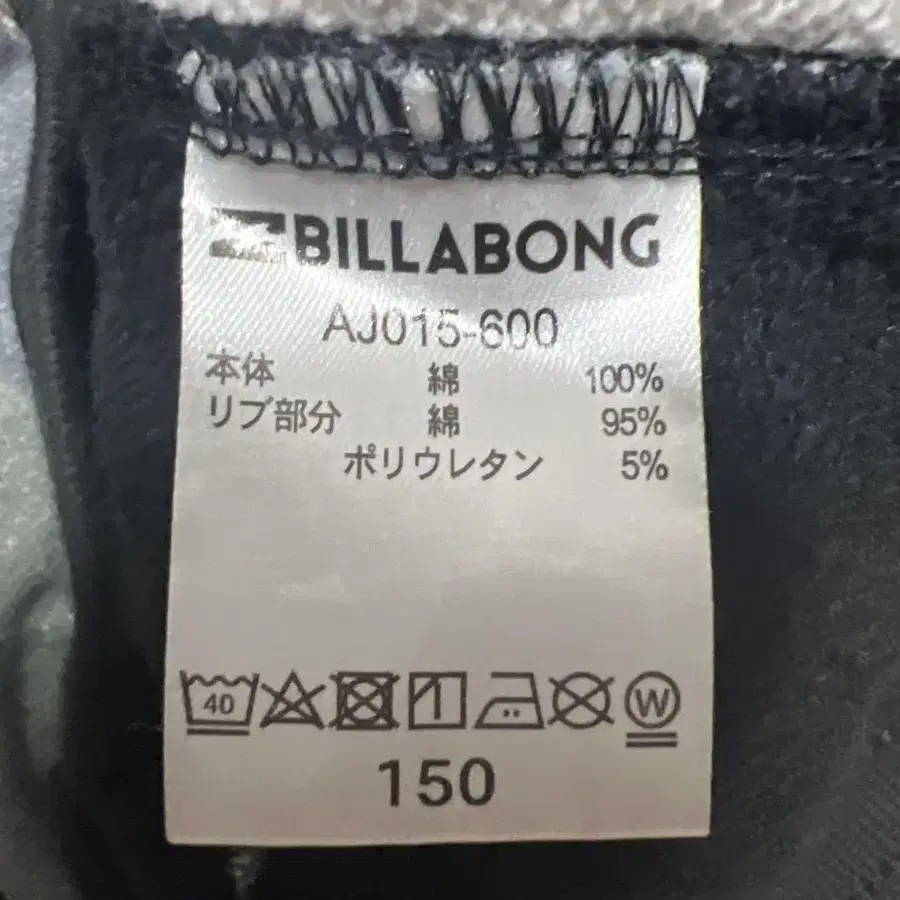 BILLABONG
AJ015-600
本体 綿 100%
リブ部分 綿 95%
ポリウレタン 5%
40 W
150